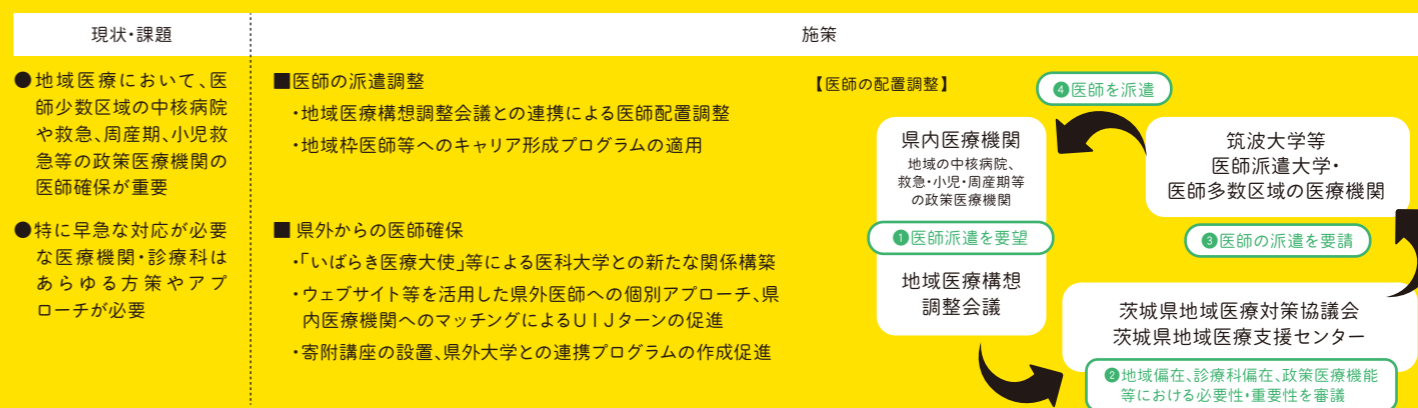 現状・課題
施策
●地域医療において、医
師少数区域の中核病院
や救急、周産期、小児救
急等の政策医療機関の
医師確保が重要
●特に早急な対応が必要
な医療機関・診療科は
あらゆる方策やアプ
ローチが必要
■医師の派遣調整
・地域医療構想調整会議との連携による医師配置調整
・地域枠医師等へのキャリア形成プログラムの適用
■ 県外からの医師確保
・「いばらき医療大使」等による医科大学との新たな関係構築
・ウェブサイト等を活用した県外医師への個別アプローチ、県
内医療機関へのマッチングによるUIJターンの促進
・寄附講座の設置、県外大学との連携プログラムの作成促進
【医師の配置調整】
❹医師を派遣
県内医療機関
地域の中核病院、
救急・小児・周産期等
の政策医療機関
❶医師派遣を要望
地域医療構想
調整会議
筑波大学等
医師派遣大学・
医師多数区域の医療機関
❸医師の派遣を要請
茨城県地域医療対策協議会
茨城県地域医療支援センター
❷地域偏在、診療科偏在、政策医療機能
等における必要性・重要性を審議